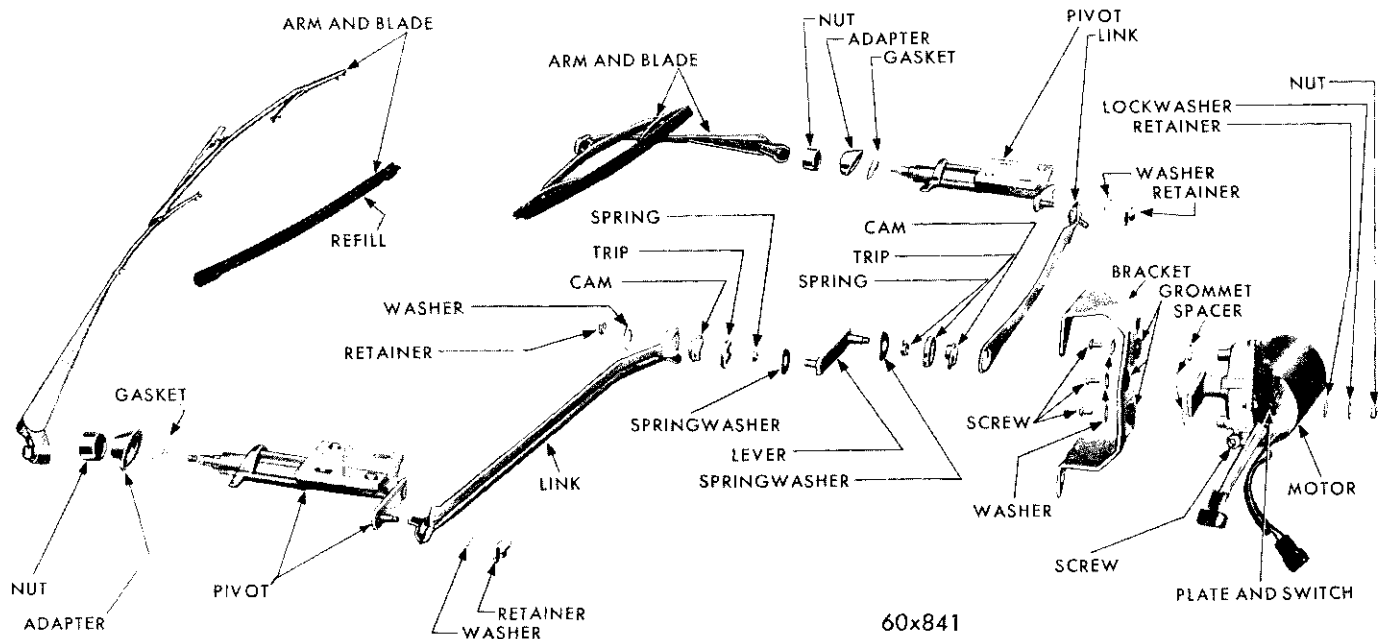 ARM AND BLADE
NUT
ADAPTER
GASKET
PIVOT
LINK
ARM AND BLADE
NUT
LOCKWASHER
RETAINER
WASHER
RETAINER
REFILL
SPRING
TRIP
CAM
CAM
TRIP
SPRING
BRACKET
GROMMET
SPACER
WASHER
RETAINER
GASKET
SPRINGWASHER
LEVER
SPRINGWASHER
SCREW
WASHER
LINK
MOTOR
SCREW
PLATE AND SWITCH
NUT
ADAPTER
PIVOT
RETAINER
WASHER
60x841